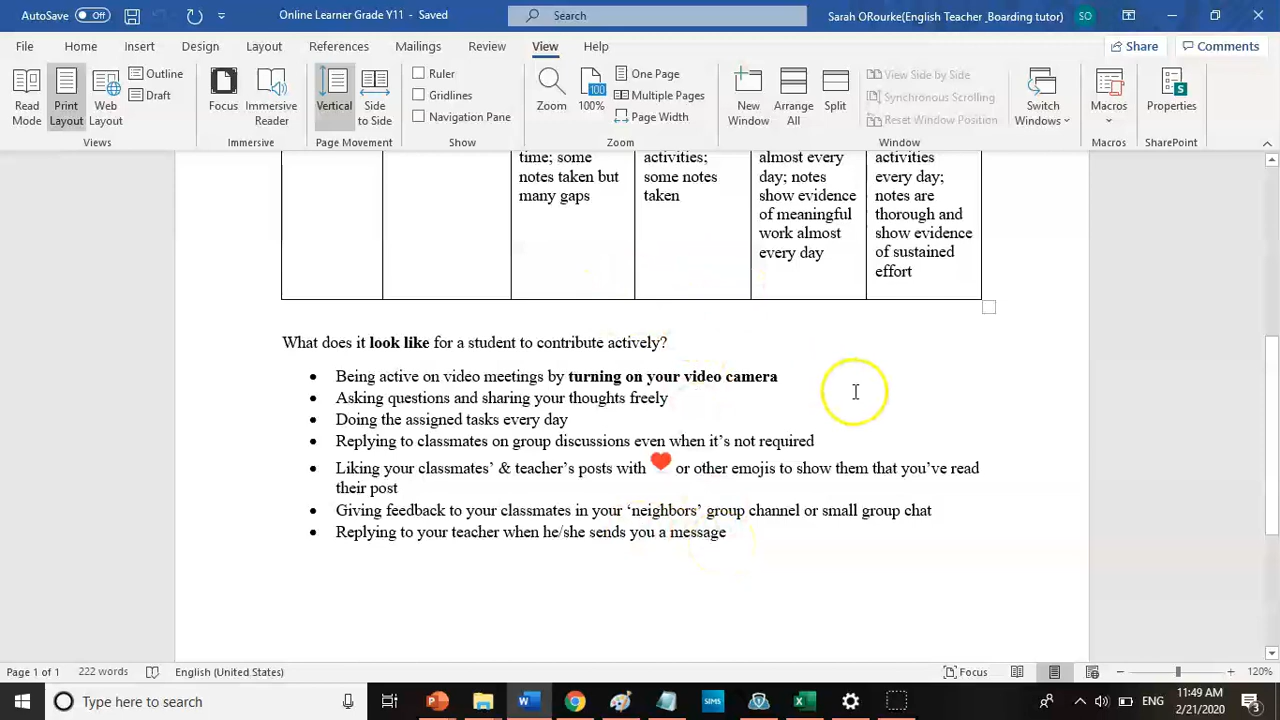 AutoSave Off Online Learner Grade Y11 - Saved Search Sarah ORourke(English Teacher _Boarding tutor) SO
File Home Insert Design Layout References Mailings Review View Help Share Comments
Read Mode Print Layout Web Layout Outline Draft Focus Immersive Reader Vertical Side to Side Ruler Gridlines Navigation Pane Zoom 100 100% One Page Multiple Pages Page Width New Window Arrange All Split View Side by Side Synchronous Scrolling Reset Window Position Switch Windows Macros Properties
Views Immersive Page Movement Show Zoom Window Macros SharePoint
time; some activities; almost every activities
notes taken but some notes day; notes every day;
many gaps taken show evidence notes are
of meaningful thorough and
work almost show evidence
every day of sustained
effort
What does it look like for a student to contribute actively?
• Being active on video meetings by turning on your video camera
• Asking questions and sharing your thoughts freely
• Doing the assigned tasks every day
• Replying to classmates on group discussions even when it's not required
• Liking your classmates' & teacher's posts with ❤ or other emojis to show them that you've read
their post
• Giving feedback to your classmates in your 'neighbors' group channel or small group chat
• Replying to your teacher when he/she sends you a message
Page 1 of 1 222 words English (United States) Focus 120%
Type here to search SIMS ENG 11:49 AM
2/21/2020 3